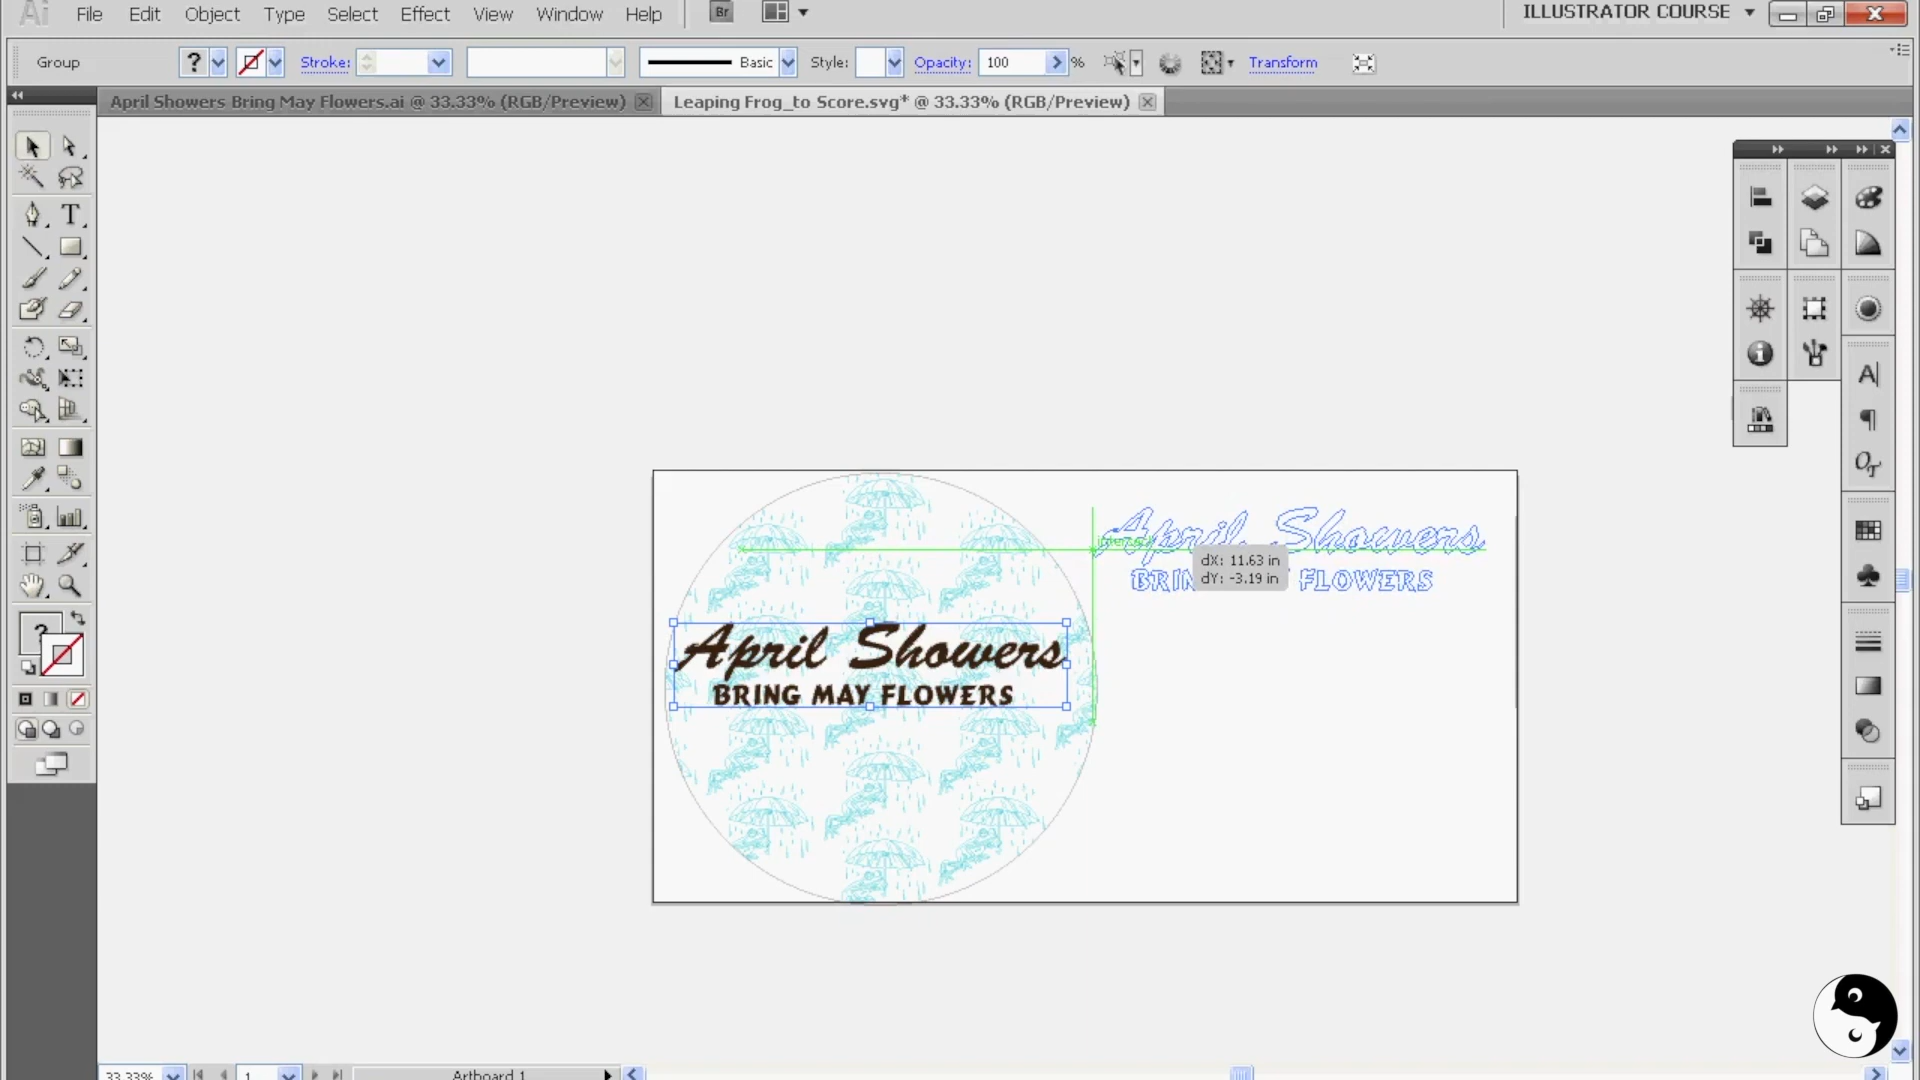 Ai File Edit Object Type Select Effect View Window Help Br ILLUSTRATOR COURSE
Group ? Stroke: Basic Style: Opacity: 100 % Transform
April Showers Bring May Flowers.ai @ 33.33% (RGB/Preview) Leaping Frog_to Score.svg* @ 33.33% (RGB/Preview)
April Showers
dX: 11.63 in
dY: -3.19 in
FLOWERS
April Showers
BRING MAY FLOWERS
33.33% 1 Artboard 1